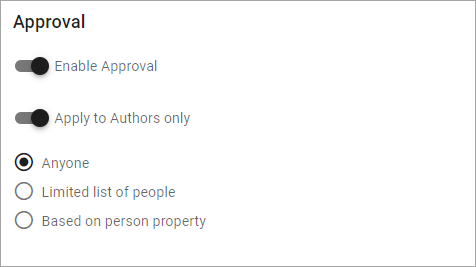 Approval
Enable Approval
Apply to Authors only
Anyone
Limited list of people
Based on person property